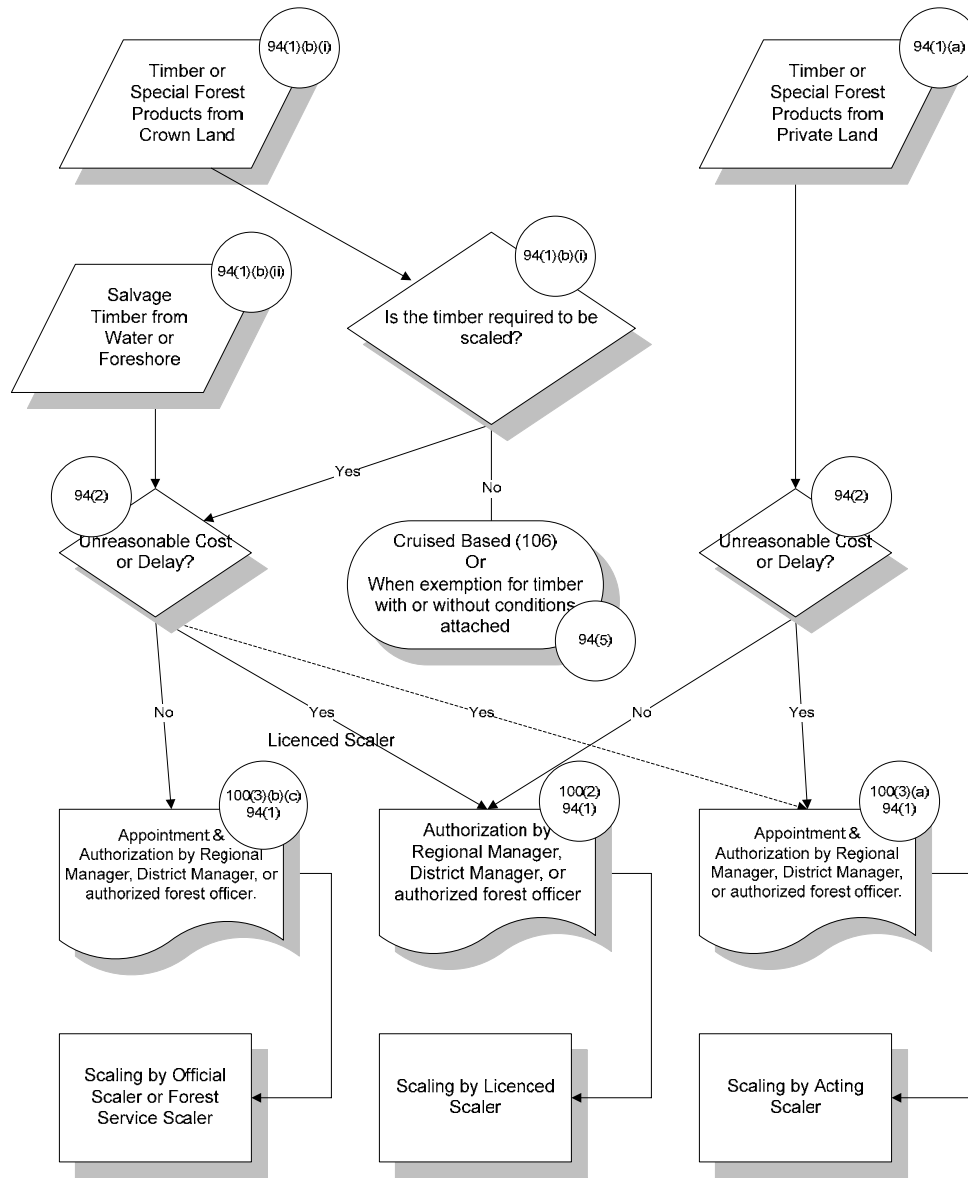 94(1)(b)(i)
Timber or
Special Forest
Products from
Crown Land
94(1)(a)
Timber or
Special Forest
Products from
Private Land
94(1)(b)(ii)
Salvage
Timber from
Water or
Foreshore
94(1)(b)(i)
Is the timber required to be
scaled?
Yes
No
94(2)
Unreasonable Cost
or Delay?
Cruised Based (106)
Or
When exemption for timber
with or without conditions
attached
94(5)
94(2)
Unreasonable Cost
or Delay?
No
Yes
Licenced Scaler
Yes
No
Yes
100(3)(b)(c)
94(1)
Appointment &
Authorization by Regional
Manager, District Manager, or
or authorized forest officer.
100(2)
94(1)
Authorization by
Regional Manager,
District Manager, or
authorized forest officer
100(3)(a)
94(1)
Appointment &
Authorization by Regional
Manager, District Manager,
or authorized forest officer.
Scaling by Official
Scaler or Forest
Service Scaler
Scaling by Licenced
Scaler
Scaling by Acting
Scaler